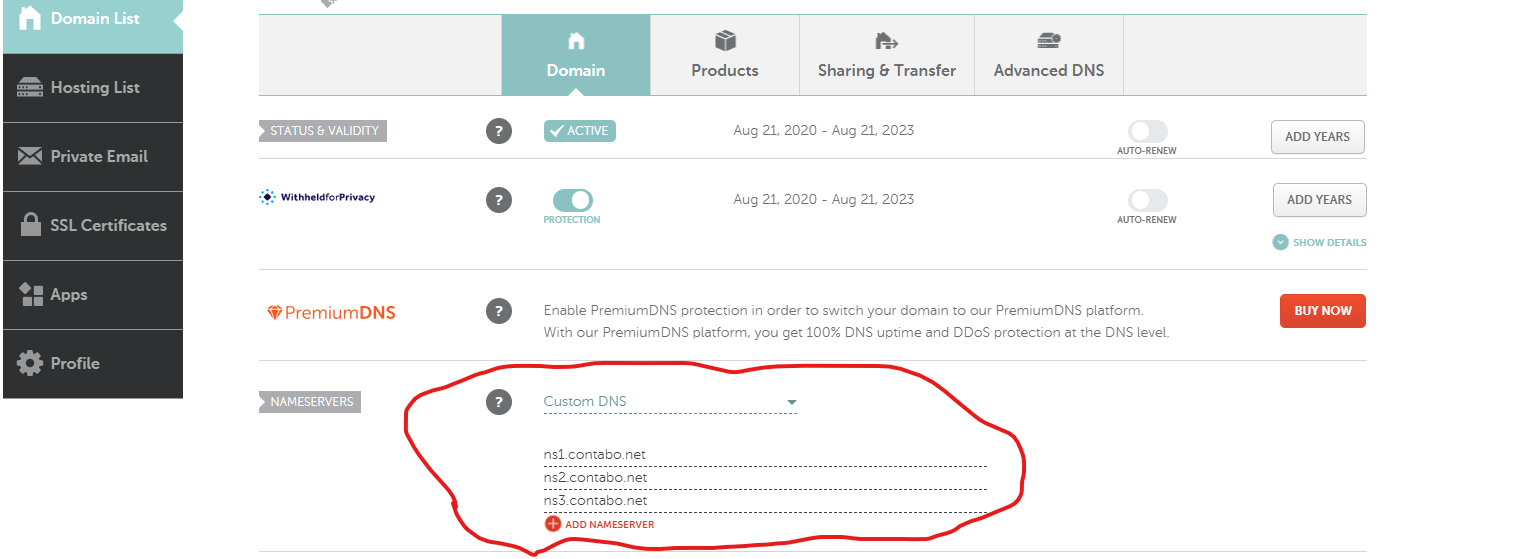 Domain List
Hosting List
Private Email
SSL Certificates
Apps
Profile
Domain
Products
Sharing & Transfer
Advanced DNS
STATUS & VALIDITY
?
ACTIVE
Aug 21, 2020 - Aug 21, 2023
AUTO-RENEW
ADD YEARS
WithheldforPrivacy
?
PROTECTION
Aug 21, 2020 - Aug 21, 2023
AUTO-RENEW
ADD YEARS
SHOW DETAILS
PremiumDNS
?
Enable PremiumDNS protection in order to switch your domain to our PremiumDNS platform.
With our PremiumDNS platform, you get 100% DNS uptime and DDoS protection at the DNS level.
BUY NOW
NAMESERVERS
?
Custom DNS
ns1.contabo.net
ns2.contabo.net
ns3.contabo.net
ADD NAMESERVER